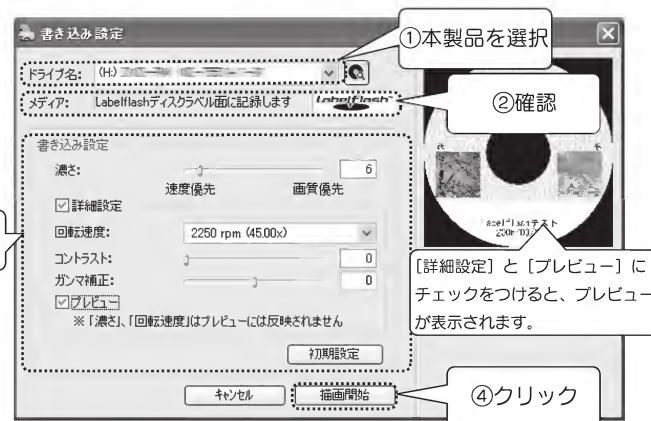 書き込み設定
①本製品を選択
ドライブ名: (H:)
メディア: Labelflashディスクラベル面に記録します Labelflash™
②確認
書き込み設定
濃さ: 6
速度優先 画質優先
詳細設定
回転速度: 2250 rpm (45.00x)
コントラスト: 0
ガンマ補正: 0
プレビュー
※「濃さ」、「回転速度」はプレビューには反映されません
初期設定
[詳細設定]と[プレビュー]に
チェックをつけると、プレビュー
が表示されます。
キャンセル 描画開始
④クリック